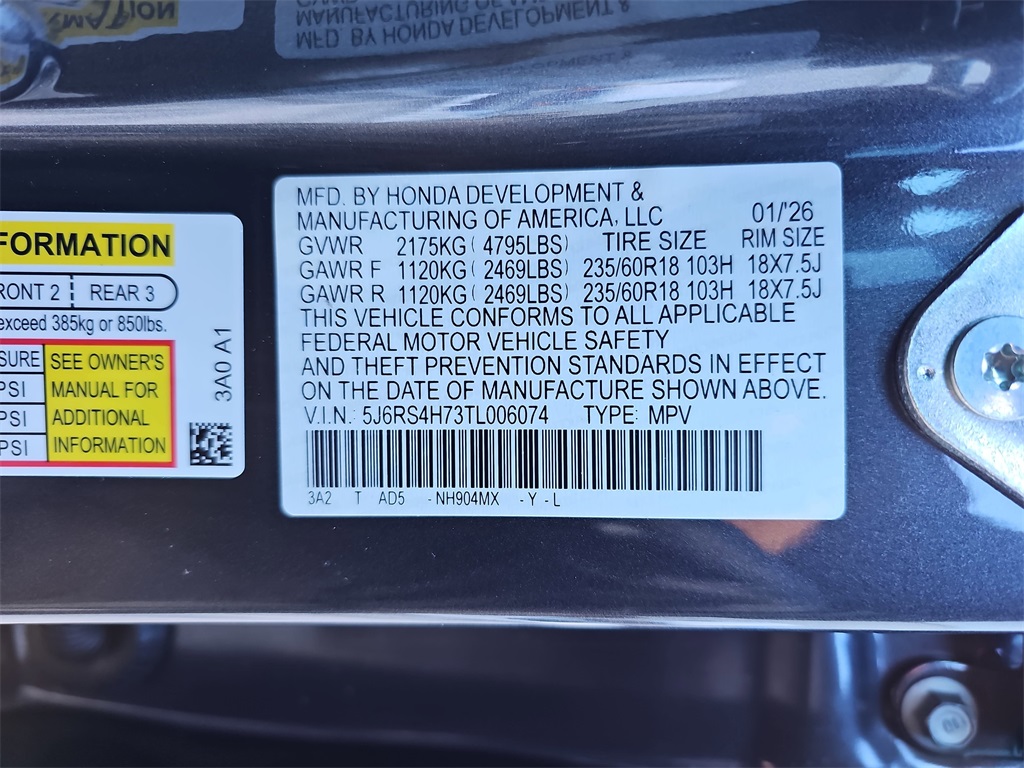 MFD. BY HONDA DEVELOPMENT &
MANUFACTURING OF AMERICA, LLC 01/'26
GVWR 2175KG ( 4795LBS) TIRE SIZE RIM SIZE
GAWR F 1120KG ( 2469LBS) 235/60R18 103H 18X7.5J
GAWR R 1120KG ( 2469LBS) 235/60R18 103H 18X7.5J
THIS VEHICLE CONFORMS TO ALL APPLICABLE
FEDERAL MOTOR VEHICLE SAFETY
AND THEFT PREVENTION STANDARDS IN EFFECT
ON THE DATE OF MANUFACTURE SHOWN ABOVE.
V.I.N.: 5J6RS4H73TL006074 TYPE: MPV
3A2 T AD5 -NH904MX -Y -L
FORMATION
RONT 2 REAR 3
exceed 385kg or 850lbs.
SURE SEE OWNER'S
PSI MANUAL FOR
PSI ADDITIONAL
PSI INFORMATION
3A0 A1